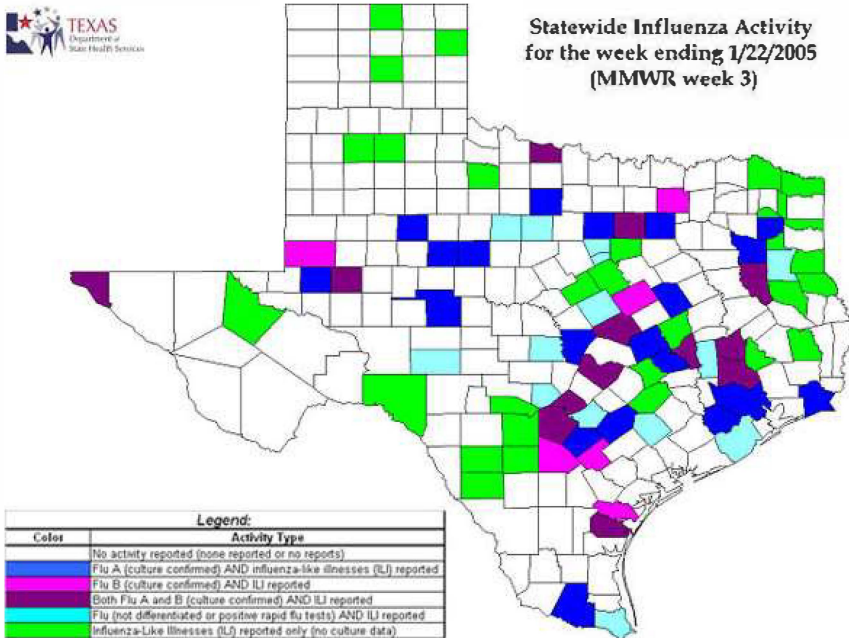 TEXAS
Department of
State Health Services
Statewide Influenza Activity
for the week ending 1/22/2005
(MMWR week 3)
Legend:
Color Activity Type
No activity reported (none reported or no reports)
Flu A (culture confirmed) AND influenza-like illnesses (ILI) reported
Flu B (culture confirmed) AND ILI reported
Both Flu A and B (culture confirmed) AND ILI reported
Flu (not differentiated or positive rapid flu tests) AND ILI reported
Influenza-Like Illnesses (ILI) reported only (no culture data)